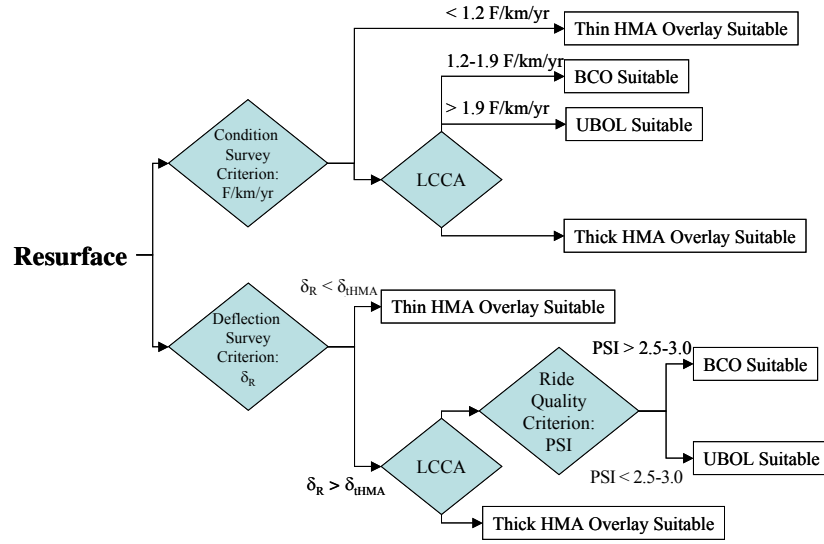 < 1.2 F/km/yr
Thin HMA Overlay Suitable
1.2-1.9 F/km/yr
BCO Suitable
> 1.9 F/km/yr
UBOL Suitable
Condition
Survey
Criterion:
F/km/yr
LCCA
Thick HMA Overlay Suitable
Resurface
δR < δtHMA
Thin HMA Overlay Suitable
Deflection
Survey
Criterion:
δR
PSI > 2.5-3.0
BCO Suitable
Ride
Quality
Criterion:
PSI
LCCA
UBOL Suitable
PSI < 2.5-3.0
δR > δtHMA
Thick HMA Overlay Suitable